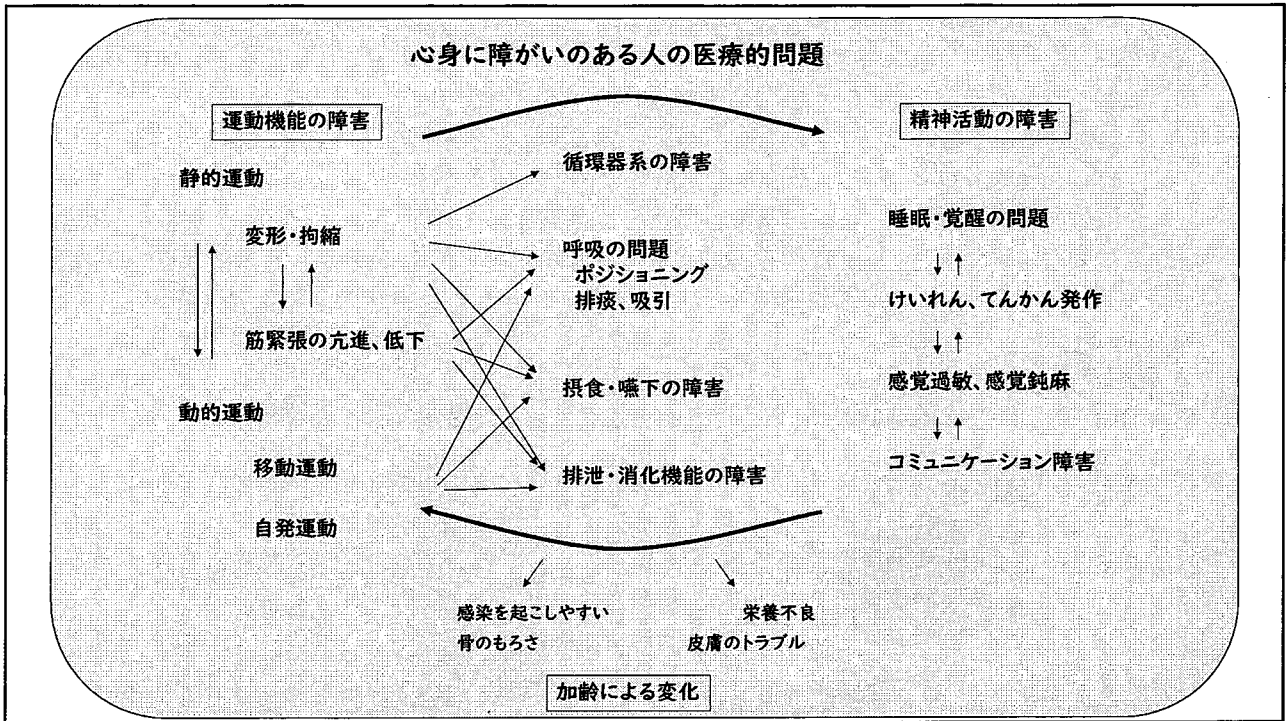 心身に障がいのある人の医療的問題
運動機能の障害
静的運動
変形・拘縮
筋緊張の亢進、低下
動的運動
移動運動
自発運動
循環器系の障害
呼吸の問題
ポジショニング
排痰、吸引
摂食・嚥下の障害
排泄・消化機能の障害
精神活動の障害
睡眠・覚醒の問題
けいれん、てんかん発作
感覚過敏、感覚鈍麻
コミュニケーション障害
感染を起こしやすい
骨のもろさ
栄養不良
皮膚のトラブル
加齢による変化